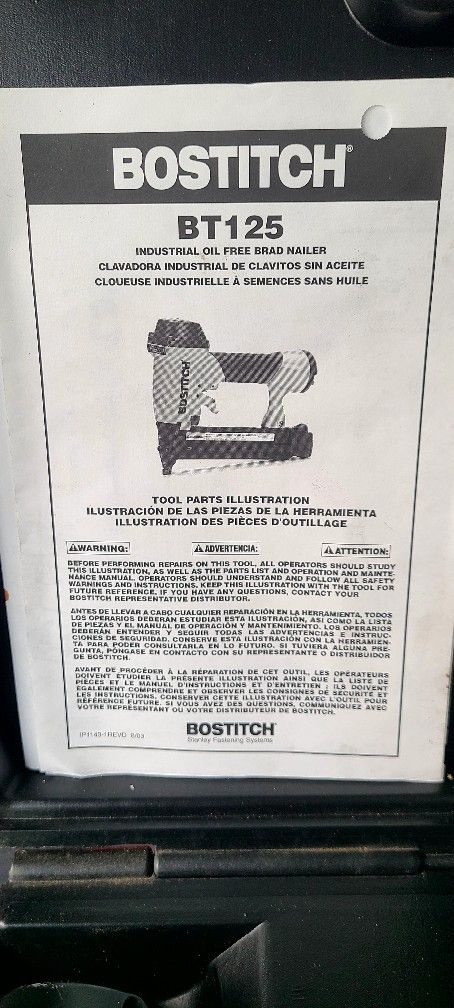 BOSTITCH®
BT125
INDUSTRIAL OIL FREE BRAD NAILER
CLAVADORA INDUSTRIAL DE CLAVITOS SIN ACEITE
CLOUEUSE INDUSTRIELLE À SEMENCES SANS HUILE
BOSTITCH
TOOL PARTS ILLUSTRATION
ILUSTRACIÓN DE LAS PIEZAS DE LA HERRAMIENTA
ILLUSTRATION DES PIÈCES D'OUTILLAGE
⚠WARNING: ⚠ADVERTENCIA: ⚠ATTENTION:
BEFORE PERFORMING REPAIRS ON THIS TOOL, ALL OPERATORS SHOULD STUDY
THIS ILLUSTRATION, AS WELL AS THE PARTS LIST AND OPERATION AND MAINTE-
NANCE MANUAL. OPERATORS SHOULD UNDERSTAND AND FOLLOW ALL SAFETY
WARNINGS AND INSTRUCTIONS. KEEP THIS ILLUSTRATION WITH THE TOOL FOR
FUTURE REFERENCE. IF YOU HAVE ANY QUESTIONS, CONTACT YOUR
BOSTITCH REPRESENTATIVE DISTRIBUTOR.
ANTES DE LLEVAR A CABO CUALQUIER REPARACIÓN EN LA HERRAMIENTA, TODOS
LOS OPERARIOS DEBERAN ESTUDIAR ESTA ILUSTRACIÓN, ASÍ COMO LA LISTA
DE PIEZAS Y EL MANUAL DE OPERACIÓN Y MANTENIMIENTO. LOS OPERARIOS
DEBERÁN ENTENDER Y SEGUIR TODAS LAS ADVERTENCIAS E INSTRUC-
CIONES DE SEGURIDAD. CONSERVE ESTA ILUSTRACIÓN CON LA HERRAMIEN-
TA PARA PODER CONSULTARLA EN LO FUTURO. SI TUVIERA ALGUNA PRE-
GUNTA, PÓNGASE EN CONTACTO CON SU REPRESENTANTE O DISTRIBUIDOR
DE BOSTITCH.
AVANT DE PROCÉDER À LA RÉPARATION DE CET OUTIL, LES OPÉRATEURS
DOIVENT ÉTUDIER LA PRÉSENTE ILLUSTRATION AINSI QUE LA LISTE DE
PIÈCES ET LE MANUEL D'INSTRUCTIONS ET D'ENTRETIEN ; ILS DOIVENT
ÉGALEMENT COMPRENDRE ET OBSERVER LES CONSIGNES DE SÉCURITÉ ET
LES INSTRUCTIONS. CONSERVER CETTE ILLUSTRATION AVEC L'OUTIL POUR
RÉFÉRENCE FUTURE. SI VOUS AVEZ DES QUESTIONS, COMMUNIQUEZ AVEC
VOTRE REPRÉSENTANT OU VOTRE DISTRIBUTEUR DE BOSTITCH.
BOSTITCH®
Stanley Fastening Systems
REVD 8/03